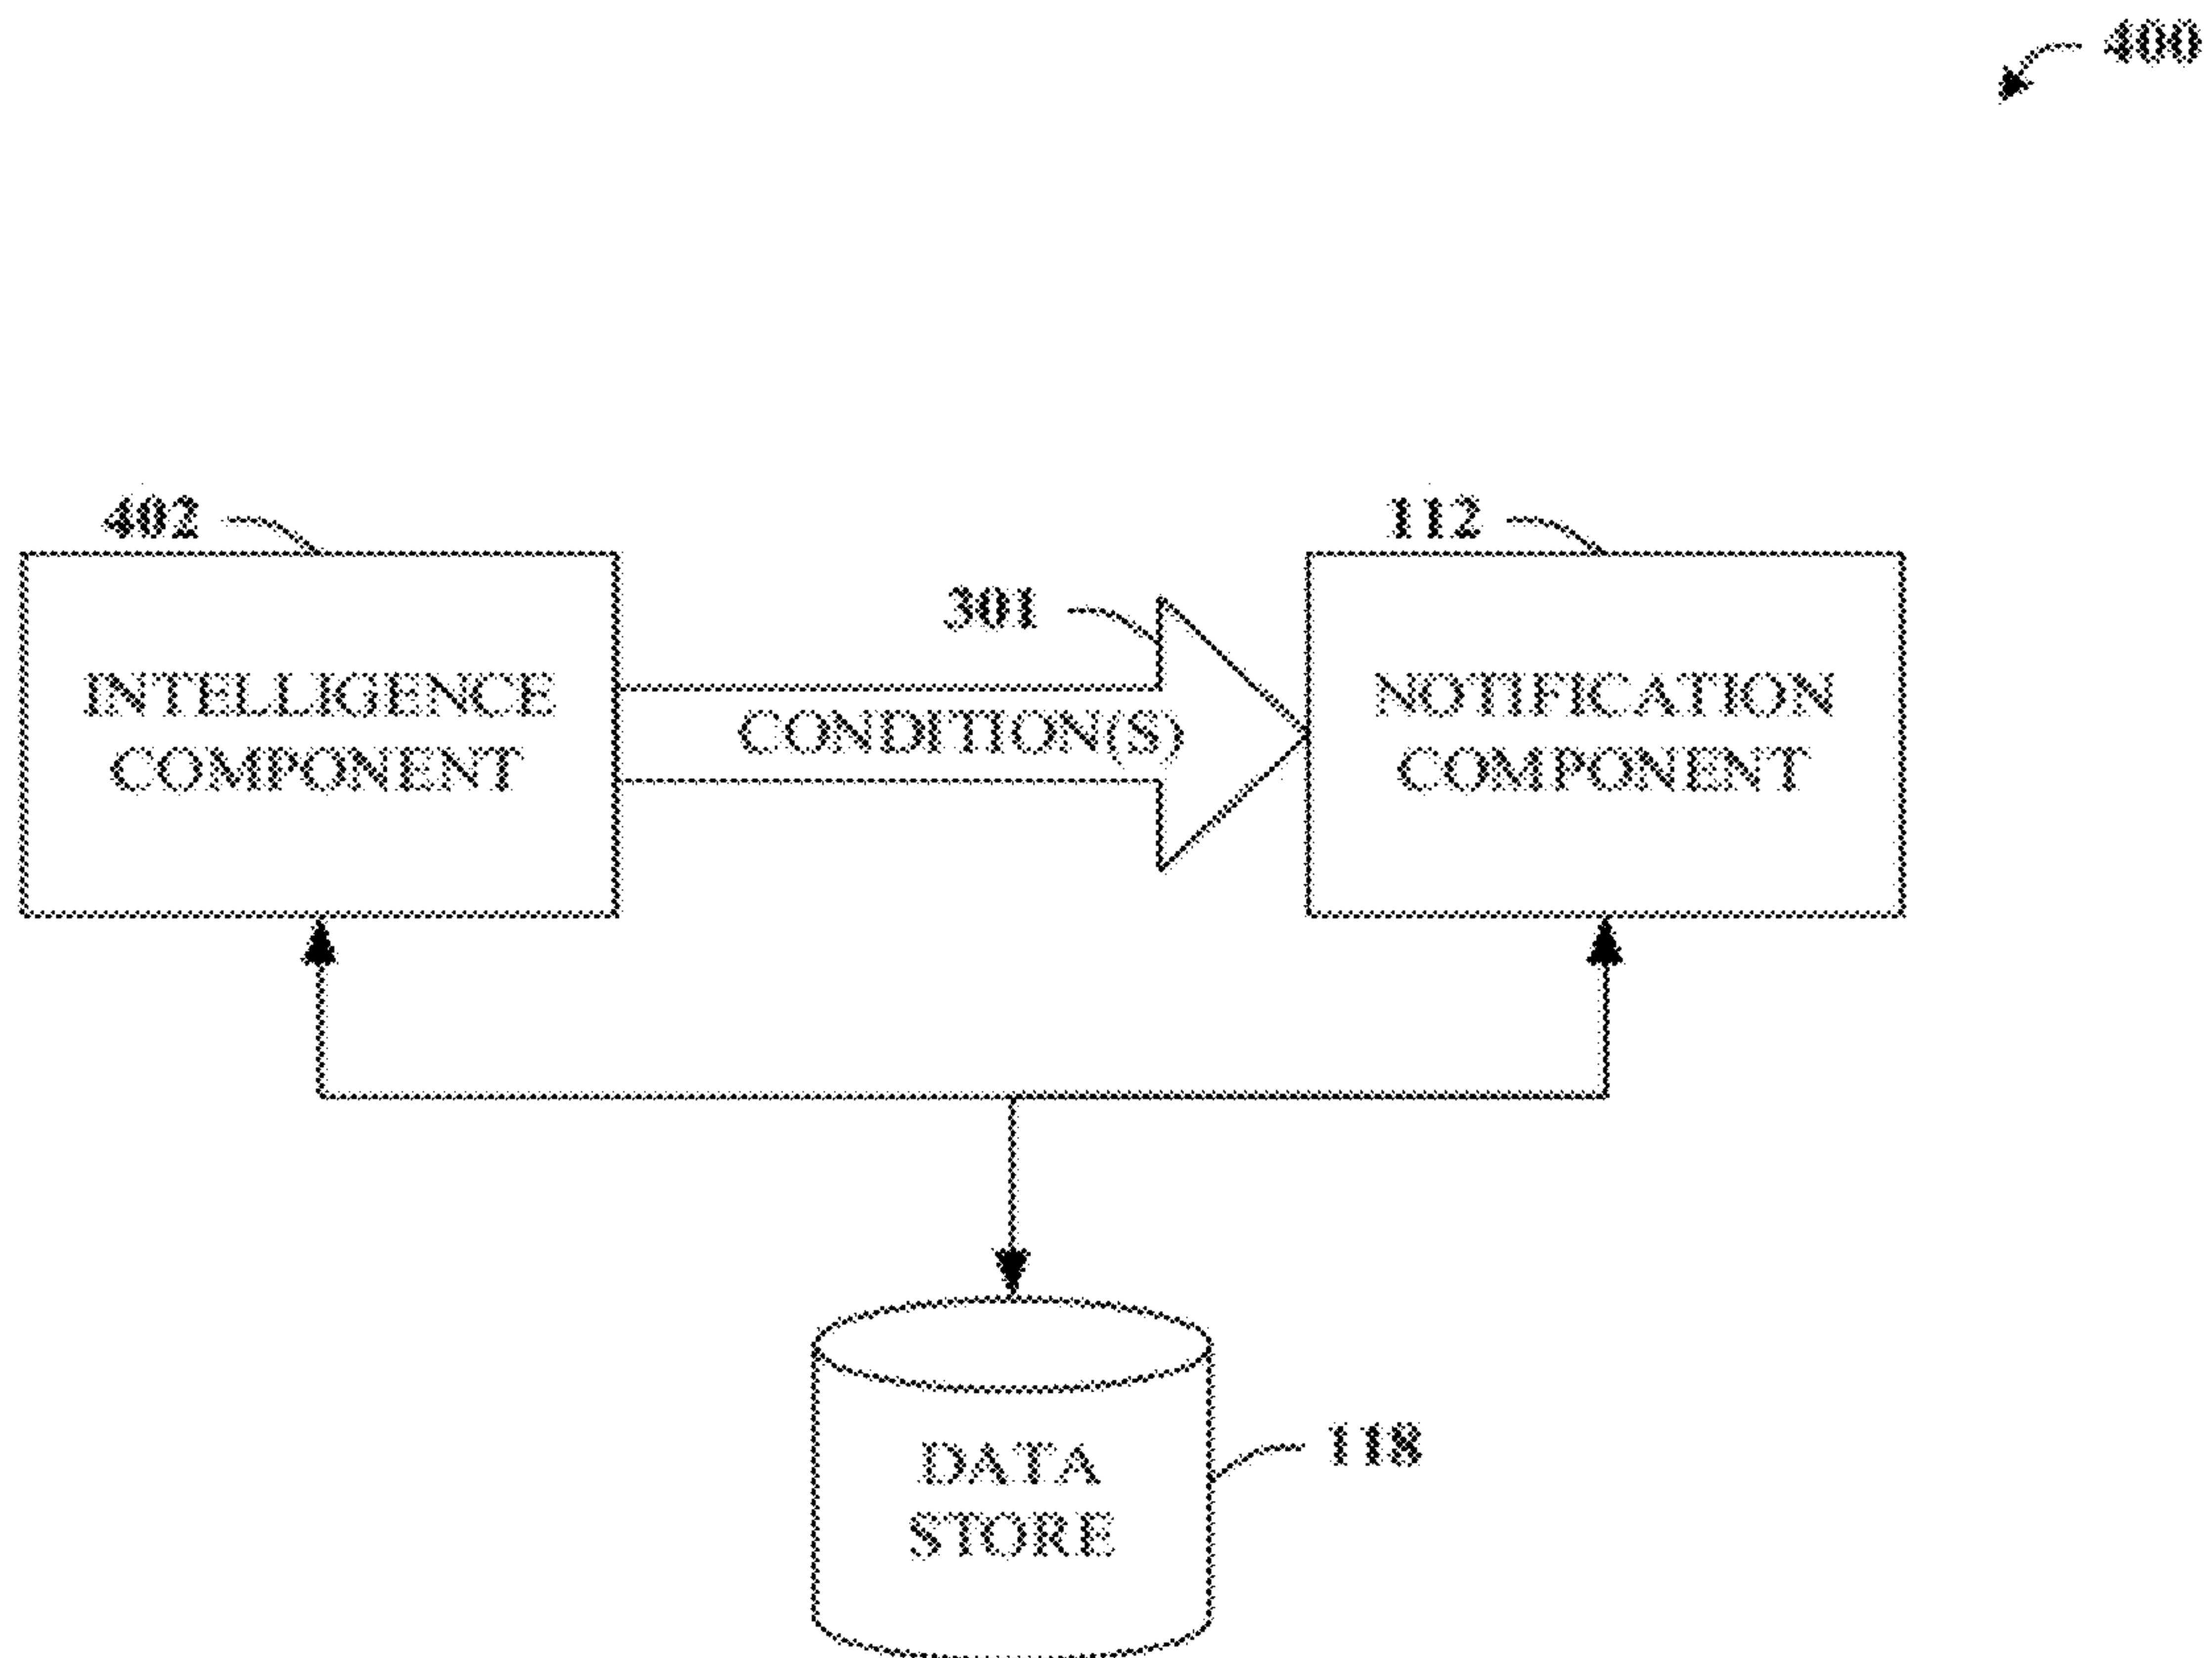 400
402
112
301
INTELLIGENCE
COMPONENT
CONDITION(S)
NOTIFICATION
COMPONENT
118
DATA
STORE